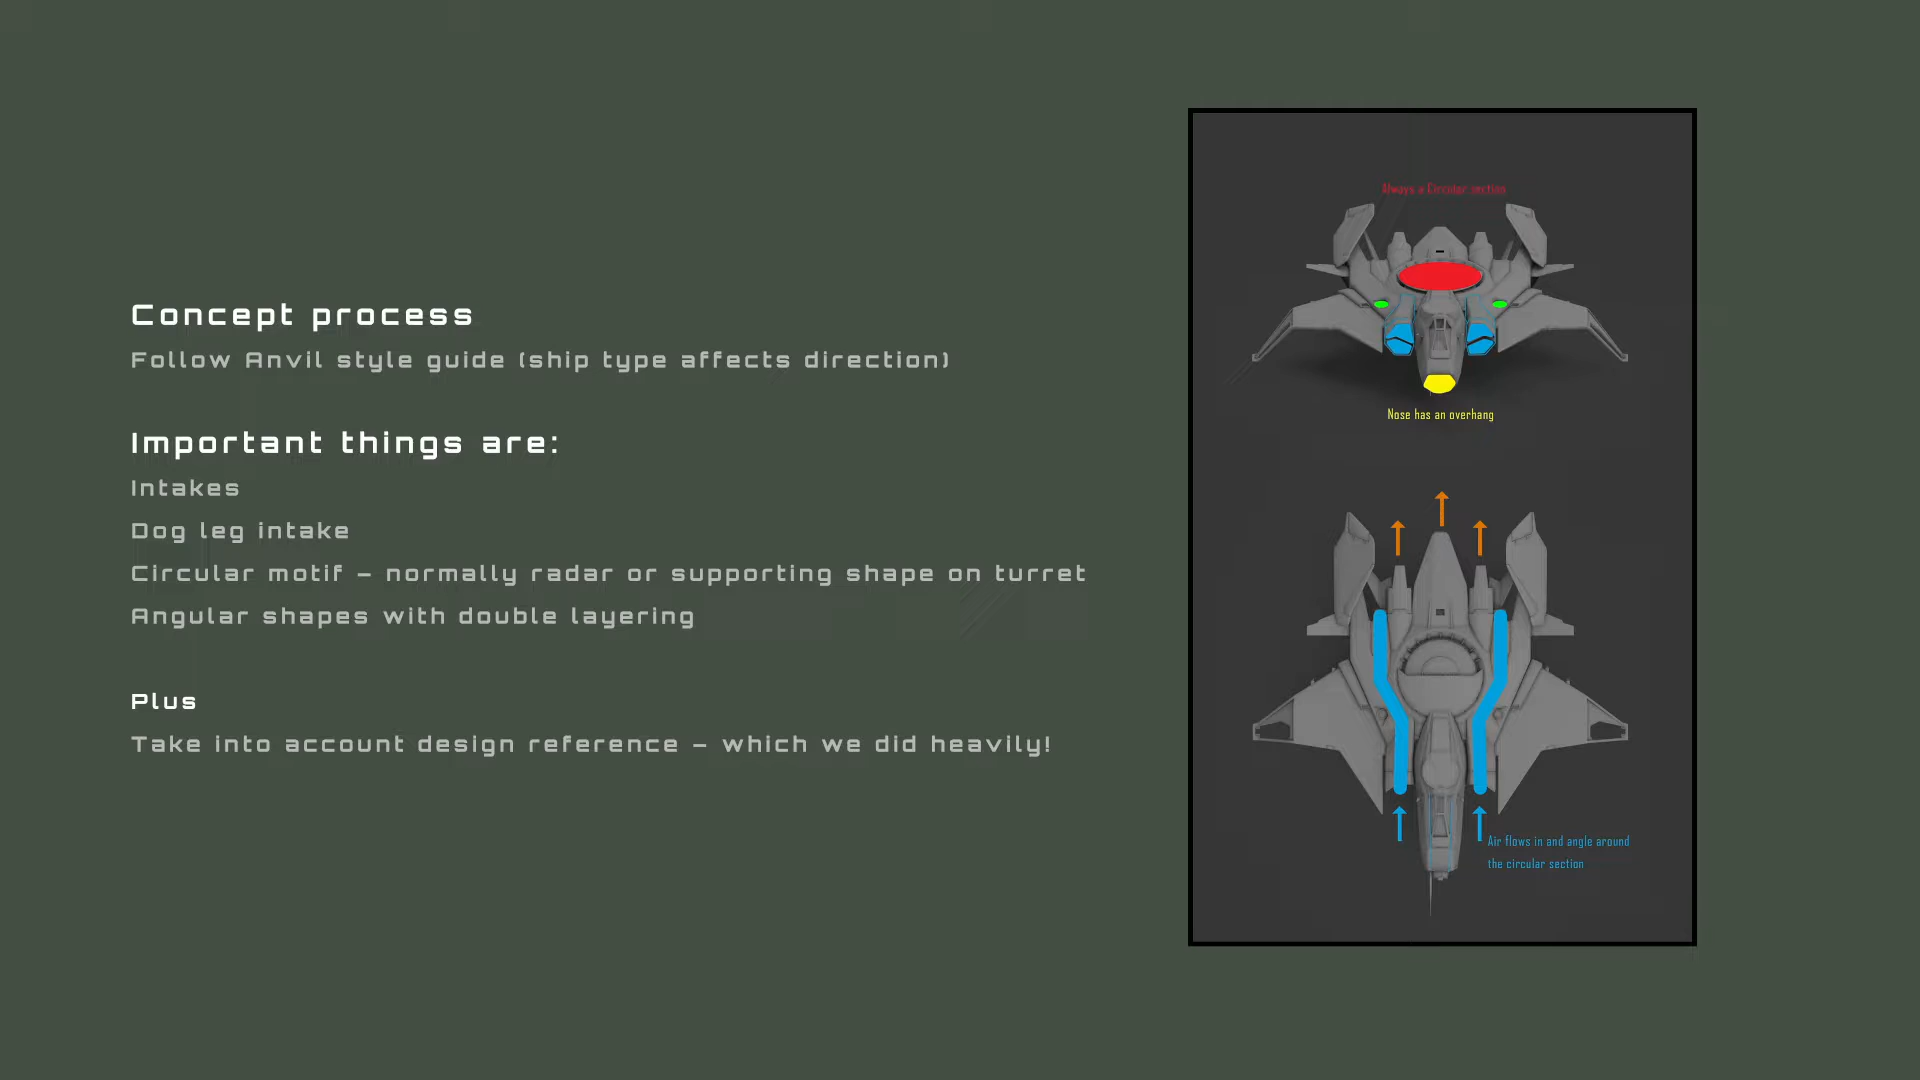 Concept process
Follow Anvil style guide (ship type affects direction)
Important things are:
Intakes
Dog leg intake
Circular motif – normally radar or supporting shape on turret
Angular shapes with double layering
Plus
Take into account design reference – which we did heavily!
Always a Circular section
Nose has an overhang
Air flows in and angle around
the circular section